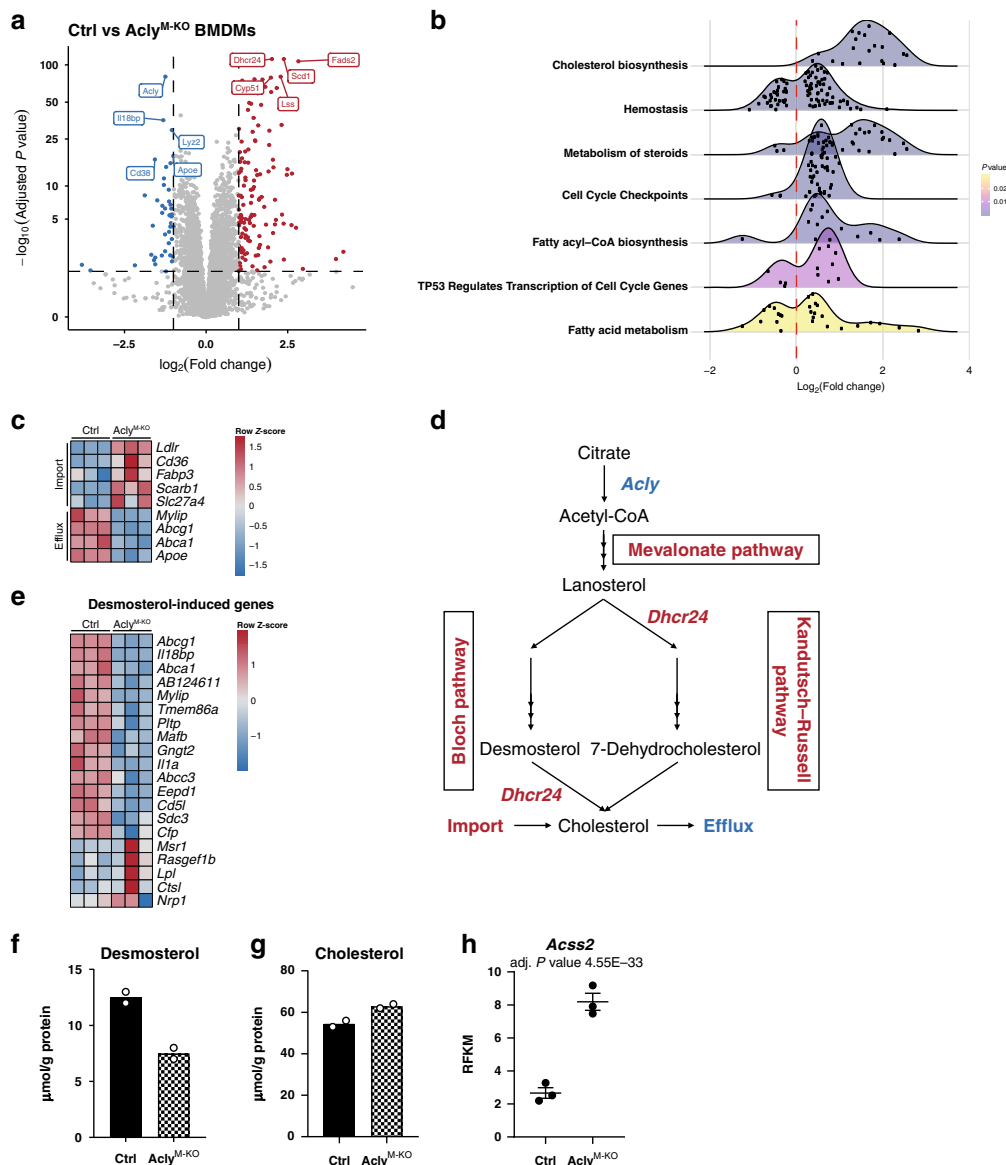 a
Ctrl vs Acly^M-KO BMDMs
− log10(Adjusted P value)
100
50
25
10
5
0
Dhcr24
Fads2
Scd1
Cyp51
Lss
Acly
Il18bp
Lyz2
Apoe
Cd38
−2.5
0.0
2.5
log2(Fold change)
b
Cholesterol biosynthesis
Hemostasis
Metabolism of steroids
Cell Cycle Checkpoints
Fatty acyl–CoA biosynthesis
TP53 Regulates Transcription of Cell Cycle Genes
Fatty acid metabolism
−2
0
2
4
Log2(Fold change)
P value
0.02
0.01
c
Ctrl
Acly^M-KO
Import
Efflux
Ldlr
Cd36
Fabp3
Scarb1
Slc27a4
Mylip
Abcg1
Abca1
Apoe
Row Z-score
1.5
1
0.5
0
−0.5
−1
−1.5
d
Citrate
Acly
Acetyl-CoA
Mevalonate pathway
Lanosterol
Dhcr24
Bloch pathway
Kandutsch–Russell
pathway
Desmosterol
7-Dehydrocholesterol
Dhcr24
Import
Cholesterol
Efflux
e
Desmosterol-induced genes
Ctrl
Acly^M-KO
Abcg1
Il18bp
Abca1
AB124611
Mylip
Tmem86a
Pltp
Mafb
Gngt2
Il1a
Abcc3
Eepd1
Cd5l
Sdc3
Cfp
Msr1
Rasgef1b
Lpl
Ctsl
Nrp1
Row Z-score
1
0
−1
f
Desmosterol
µmol/g protein
15
10
5
0
Ctrl
Acly^M-KO
g
Cholesterol
µmol/g protein
80
60
40
20
0
Ctrl
Acly^M-KO
h
Acss2
adj. P value 4.55E–33
RFKM
10
8
6
4
2
0
Ctrl
Acly^M-KO